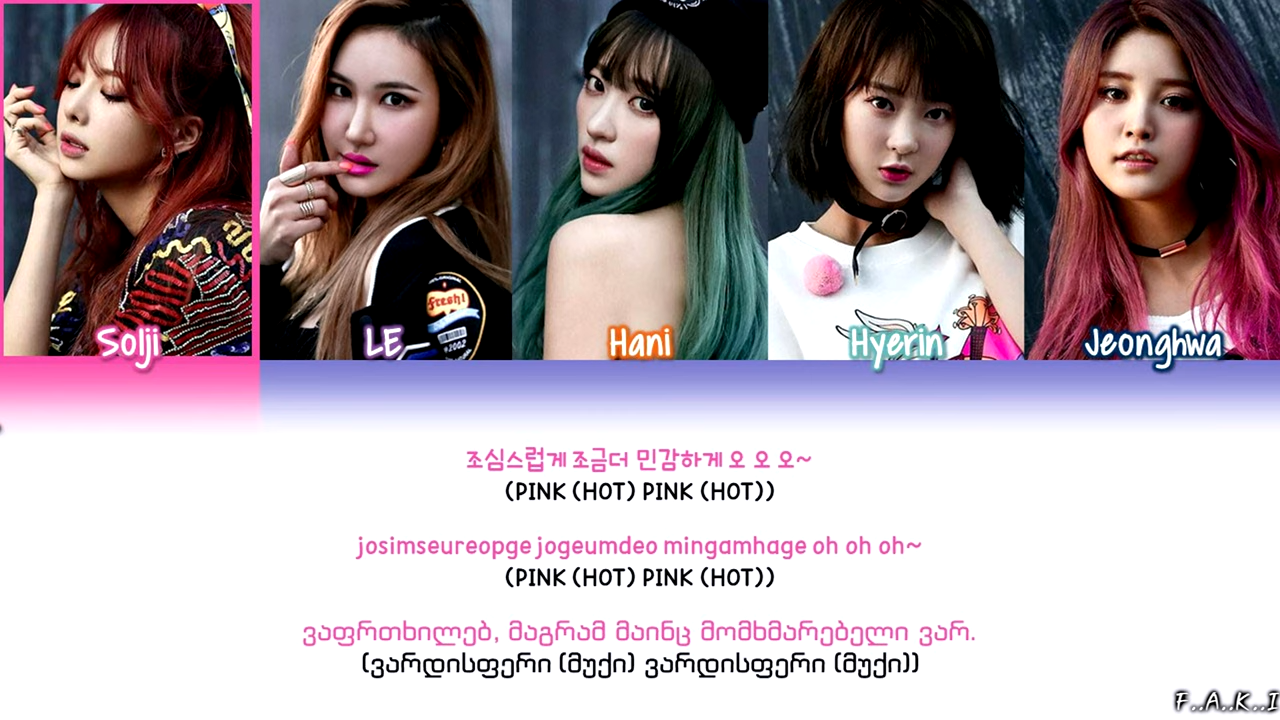 Fresh!
#2002
Solji
LE
Hani
Hyerin
Jeonghwa
조심스럽게 조금더 민감하게 오 오 오~
(PINK (HOT) PINK (HOT))
josimseureopge jogeumdeo mingamhage oh oh oh~
(PINK (HOT) PINK (HOT))
ვაფრთხილებ, მაგრამ მაინც მომხმარებელი ვარ.
(ვარდისფერი (მუქი) ვარდისფერი (მუქი))
F..A..K..I